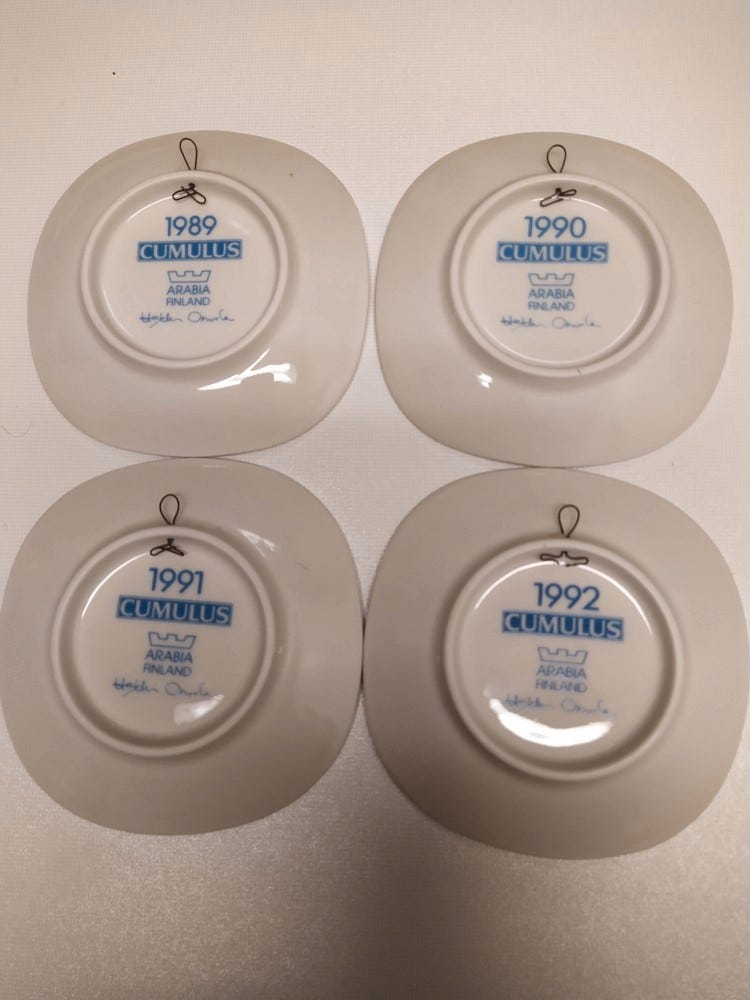 1989
CUMULUS
ARABIA
FINLAND
1990
CUMULUS
ARABIA
FINLAND
1991
CUMULUS
ARABIA
FINLAND
1992
CUMULUS
ARABIA
FINLAND